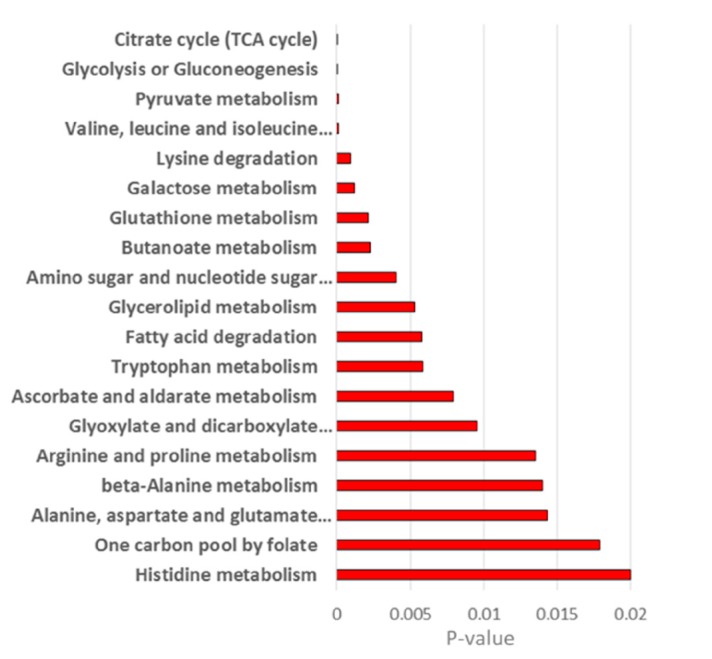 Citrate cycle (TCA cycle)
Glycolysis or Gluconeogenesis
Pyruvate metabolism
Valine, leucine and isoleucine...
Lysine degradation
Galactose metabolism
Glutathione metabolism
Butanoate metabolism
Amino sugar and nucleotide sugar...
Glycerolipid metabolism
Fatty acid degradation
Tryptophan metabolism
Ascorbate and aldarate metabolism
Glyoxylate and dicarboxylate...
Arginine and proline metabolism
beta-Alanine metabolism
Alanine, aspartate and glutamate...
One carbon pool by folate
Histidine metabolism
0 0.005 0.01 0.015 0.02
P-value